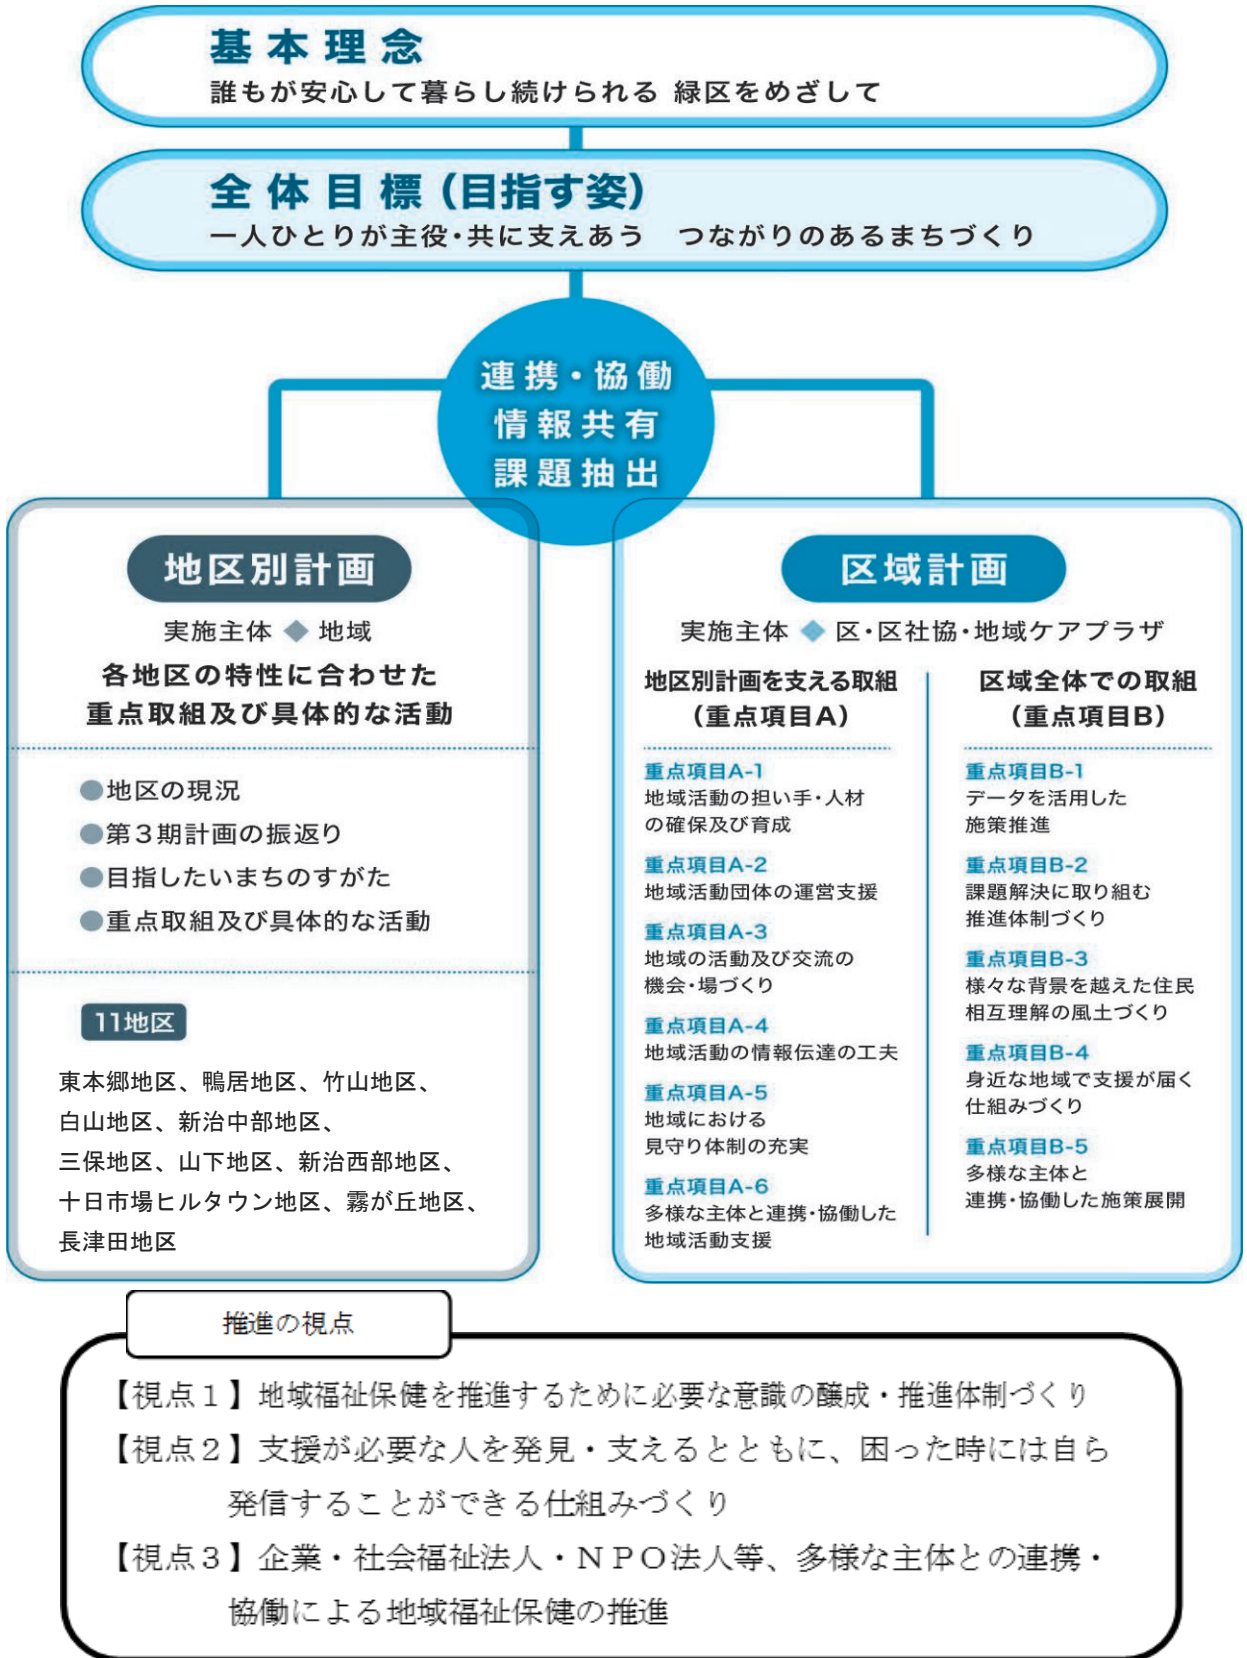 基本理念
誰もが安心して暮らし続けられる 緑区をめざして
全体目標(目指す姿)
一人ひとりが主役・共に支えあう　つながりのあるまちづくり
連携・協働
情報共有
課題抽出
地区別計画
実施主体 ◆ 地域
各地区の特性に合わせた
重点取組及び具体的な活動
●地区の現況
●第3期計画の振返り
●目指したいまちのすがた
●重点取組及び具体的な活動
11地区
東本郷地区、鴨居地区、竹山地区、
白山地区、新治中部地区、
三保地区、山下地区、新治西部地区、
十日市場ヒルタウン地区、霧が丘地区、
長津田地区
区域計画
実施主体 ◆ 区・区社協・地域ケアプラザ
地区別計画を支える取組
(重点項目A)
重点項目A-1
地域活動の担い手・人材
の確保及び育成
重点項目A-2
地域活動団体の運営支援
重点項目A-3
地域の活動及び交流の
機会・場づくり
重点項目A-4
地域活動の情報伝達の工夫
重点項目A-5
地域における
見守り体制の充実
重点項目A-6
多様な主体と連携・協働した
地域活動支援
区域全体での取組
(重点項目B)
重点項目B-1
データを活用した
施策推進
重点項目B-2
課題解決に取り組む
推進体制づくり
重点項目B-3
様々な背景を越えた住民
相互理解の風土づくり
重点項目B-4
身近な地域で支援が届く
仕組みづくり
重点項目B-5
多様な主体と
連携・協働した施策展開
推進の視点
【視点１】地域福祉保健を推進するために必要な意識の醸成・推進体制づくり
【視点２】支援が必要な人を発見・支えるとともに、困った時には自ら
発信することができる仕組みづくり
【視点３】企業・社会福祉法人・ＮＰＯ法人等、多様な主体との連携・
協働による地域福祉保健の推進